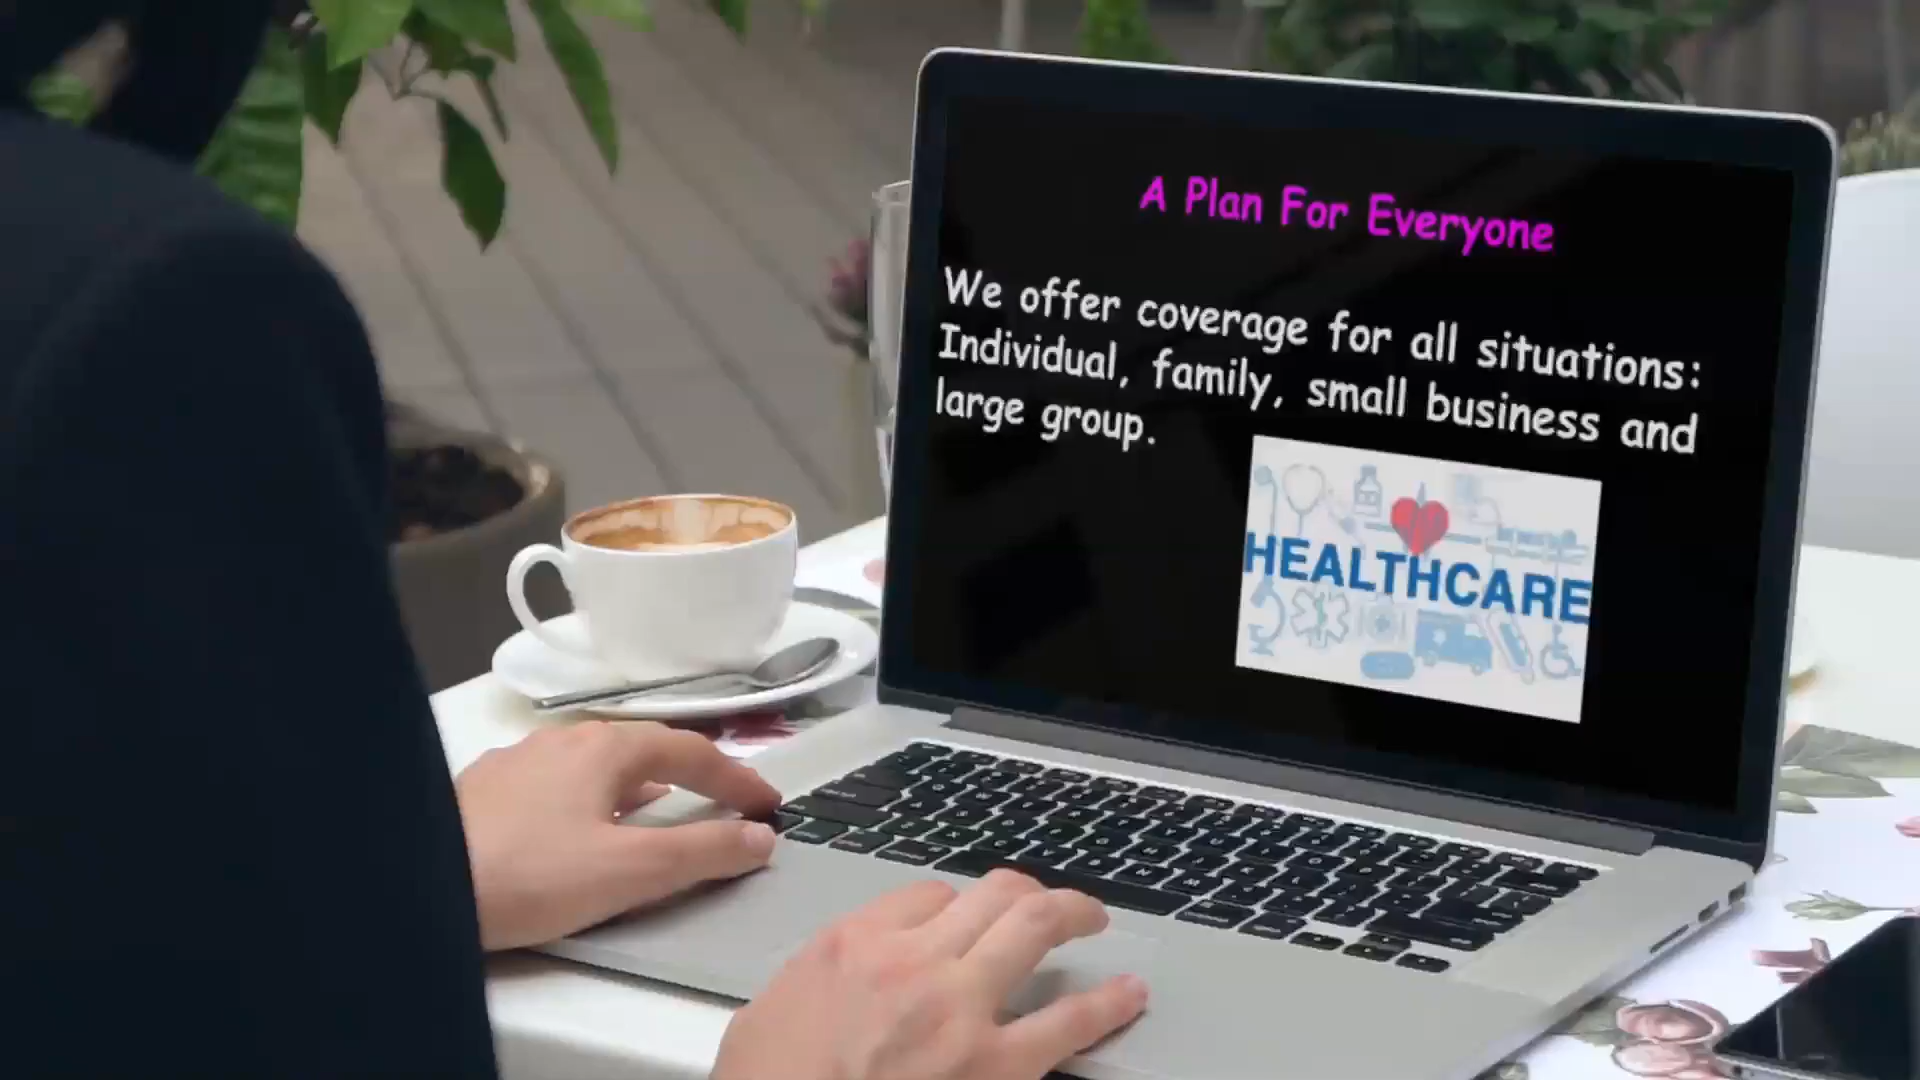 A Plan For Everyone
We offer coverage for all situations:
Individual, family, small business and
large group.
HEALTHCARE